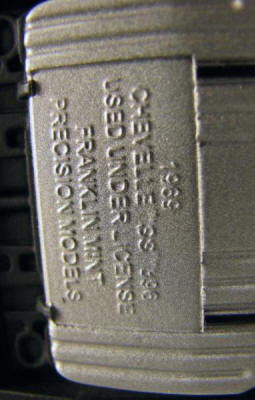 1969
CHEVELLE "SS" 396
USED UNDER LICENSE
FRANKLIN MINT
PRECISION MODELS